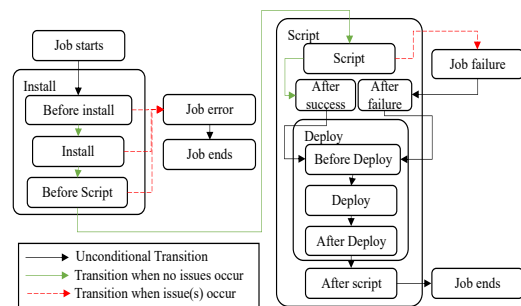 Job starts
Install
Before install
Install
Before Script
Job error
Job ends
Script
Script
Job failure
After
success
After
failure
Deploy
Before Deploy
Deploy
After Deploy
After script
Job ends
Unconditional Transition
Transition when no issues occur
Transition when issue(s) occur